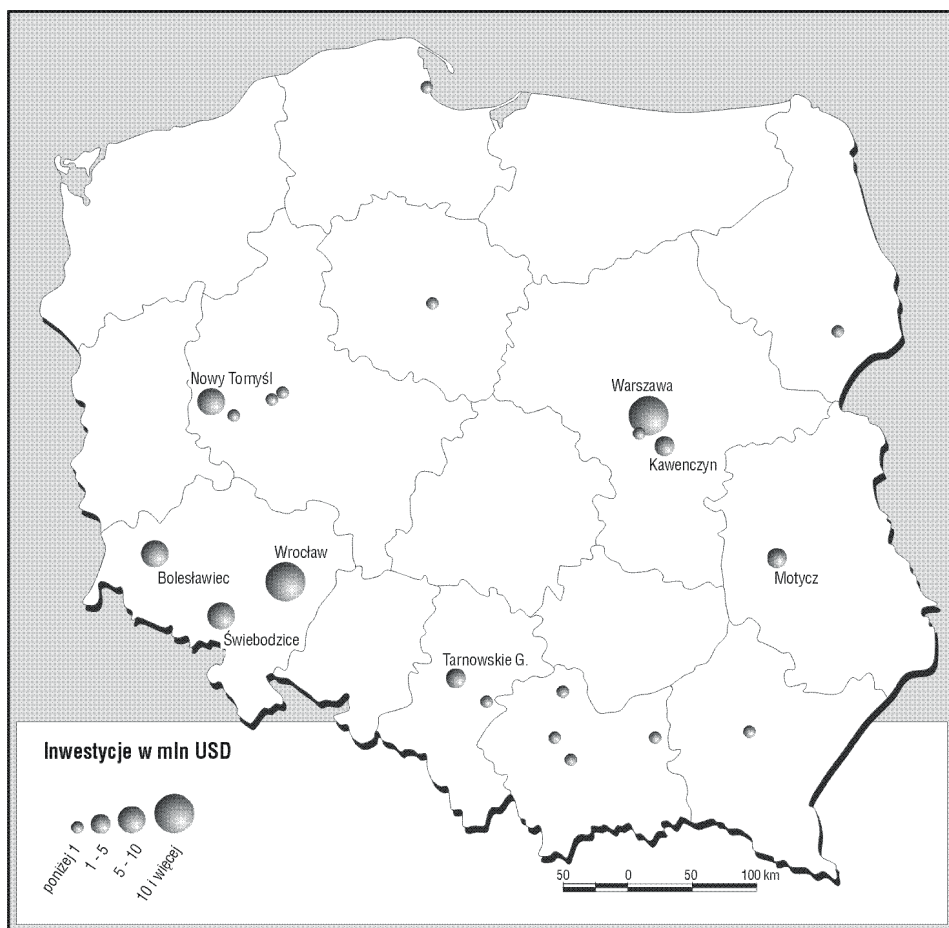 Nowy Tomyśl
Warszawa
Kawenczyn
Wrocław
Bolesławiec
Motycz
Świebodzice
Tarnowskie G.
Inwestycje w mln USD
poniżej 1
1 - 5
5 - 10
10 i więcej
50 0 50 100 km